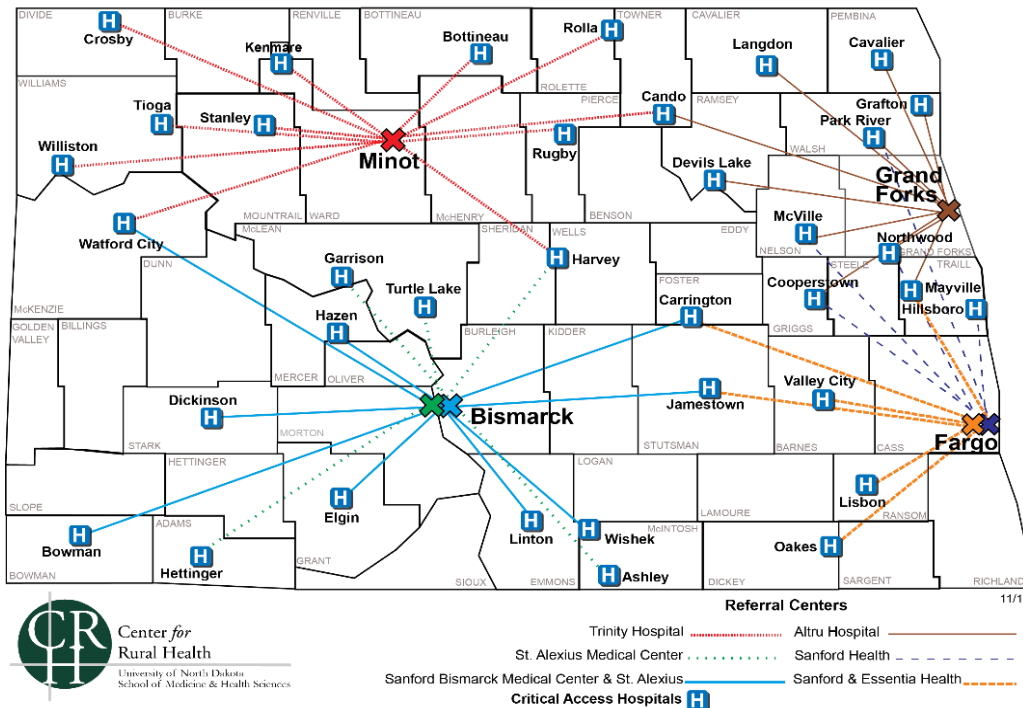 DIVIDE
BURKE
RENVILLE
BOTTINEAU
TOWNER
CAVALIER
PEMBINA
H
Crosby
Kenmare
H
Bottineau
H
Rolla
H
Langdon
H
Cavalier
H
WILLIAMS
ROLETTE
PIERCE
RAMSEY
Tioga
H
Stanley
H
Cando
H
Grafton
H
Park River
H
Minot
H
Rugby
WALSH
Williston
H
Devils Lake
H
Grand
Forks
MOUNTRAIL
WARD
McHENRY
BENSON
H
Watford City
McLEAN
SHERIDAN
WELLS
EDDY
McVille
H
NELSON
Northwood
H
GRAND FORKS
DUNN
Garrison
H
H
Harvey
STEELE
TRAILL
McKENZIE
Turtle Lake
H
FOSTER
Carrington
H
Cooperstown
H
H
Mayville
Hillsboro
H
GOLDEN
VALLEY
BILLINGS
Hazen
H
BURLEIGH
KIDDER
GRIGGS
MERCER
OLIVER
Dickinson
H
Bismarck
H
Jamestown
Valley City
H
STARK
MORTON
STUTSMAN
BARNES
CASS
Fargo
HETTINGER
LOGAN
SLOPE
H
Elgin
H
Lisbon
LAMOURE
RANSOM
ADAMS
H
Bowman
H
Linton
H
Wishek
McINTOSH
Oakes
H
BOWMAN
H
Hettinger
GRANT
SIOUX
EMMONS
H
Ashley
DICKEY
SARGENT
RICHLAND
11/1
Referral Centers
Trinity Hospital
Altru Hospital
St. Alexius Medical Center
Sanford Health
Sanford Bismarck Medical Center & St. Alexius
Sanford & Essentia Health
Critical Access Hospitals H
CRH
Center for
Rural Health
University of North Dakota
School of Medicine & Health Sciences